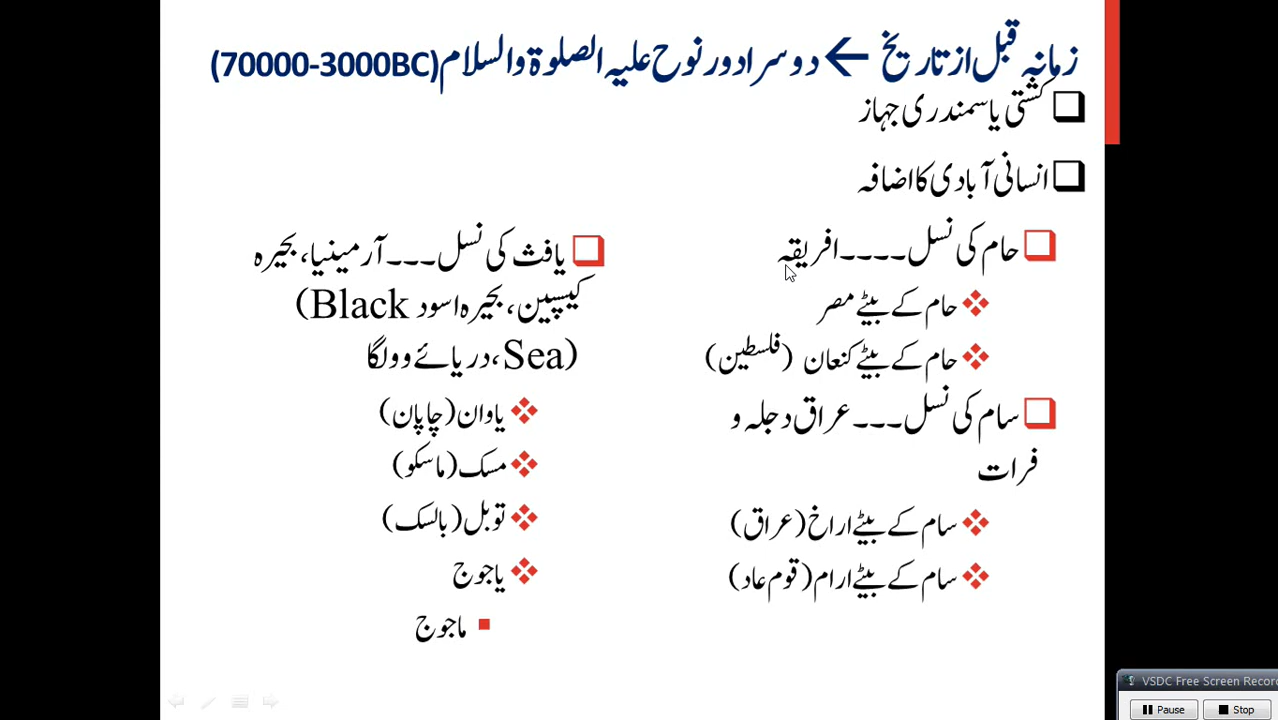 زمانہ قبل از تاریخ ← دوسرا دور نوح علیہ الصلوۃ والسلام (70000-3000BC)
کشتی یا سمندری جہاز
انسانی آبادی کا اضافہ
حام کی نسل۔۔۔۔افریقہ
حام کے بیٹے مصر
حام کے بیٹے کنعان (فلسطین)
سام کی نسل۔۔۔عراق دجلہ و
فرات
سام کے بیٹے اراخ (عراق)
سام کے بیٹے ارام (قوم عاد)
یافث کی نسل۔۔۔آرمینیا، بحیرہ
کیسپین، بحیرہ اسود Black)
Sea)، دریائے وولگا
یاوان (چاپان)
مسک (ماسکو)
توبل (بالسک)
یاجوج
ماجوج
VSDC Free Screen Recor
Pause
Stop